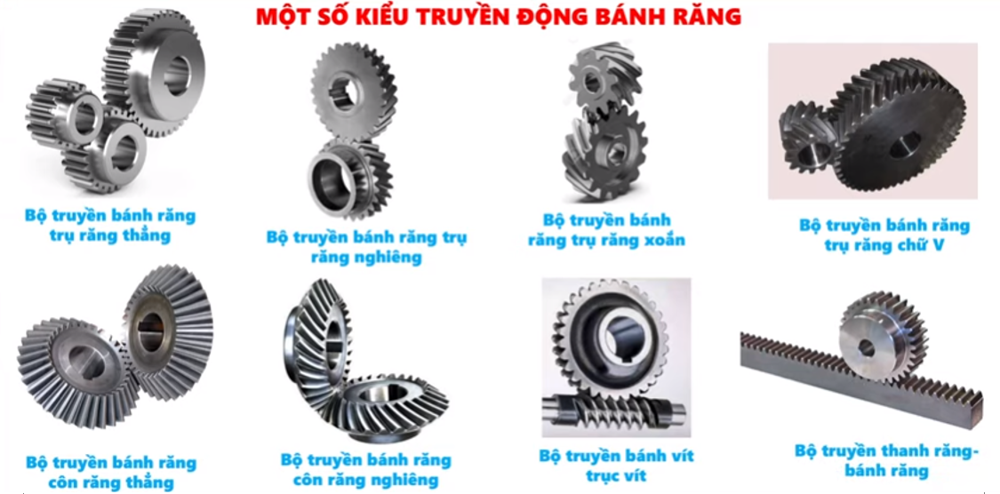 MỘT SỐ KIỂU TRUYỀN ĐỘNG BÁNH RĂNG
Bộ truyền bánh răng
trụ răng thẳng
Bộ truyền bánh răng trụ
răng nghiêng
Bộ truyền bánh
răng trụ răng xoắn
Bộ truyền bánh răng
trụ răng chữ V
Bộ truyền bánh răng
côn răng thẳng
Bộ truyền bánh răng
côn răng nghiêng
Bộ truyền bánh vít
trục vít
Bộ truyền thanh răng-
bánh răng